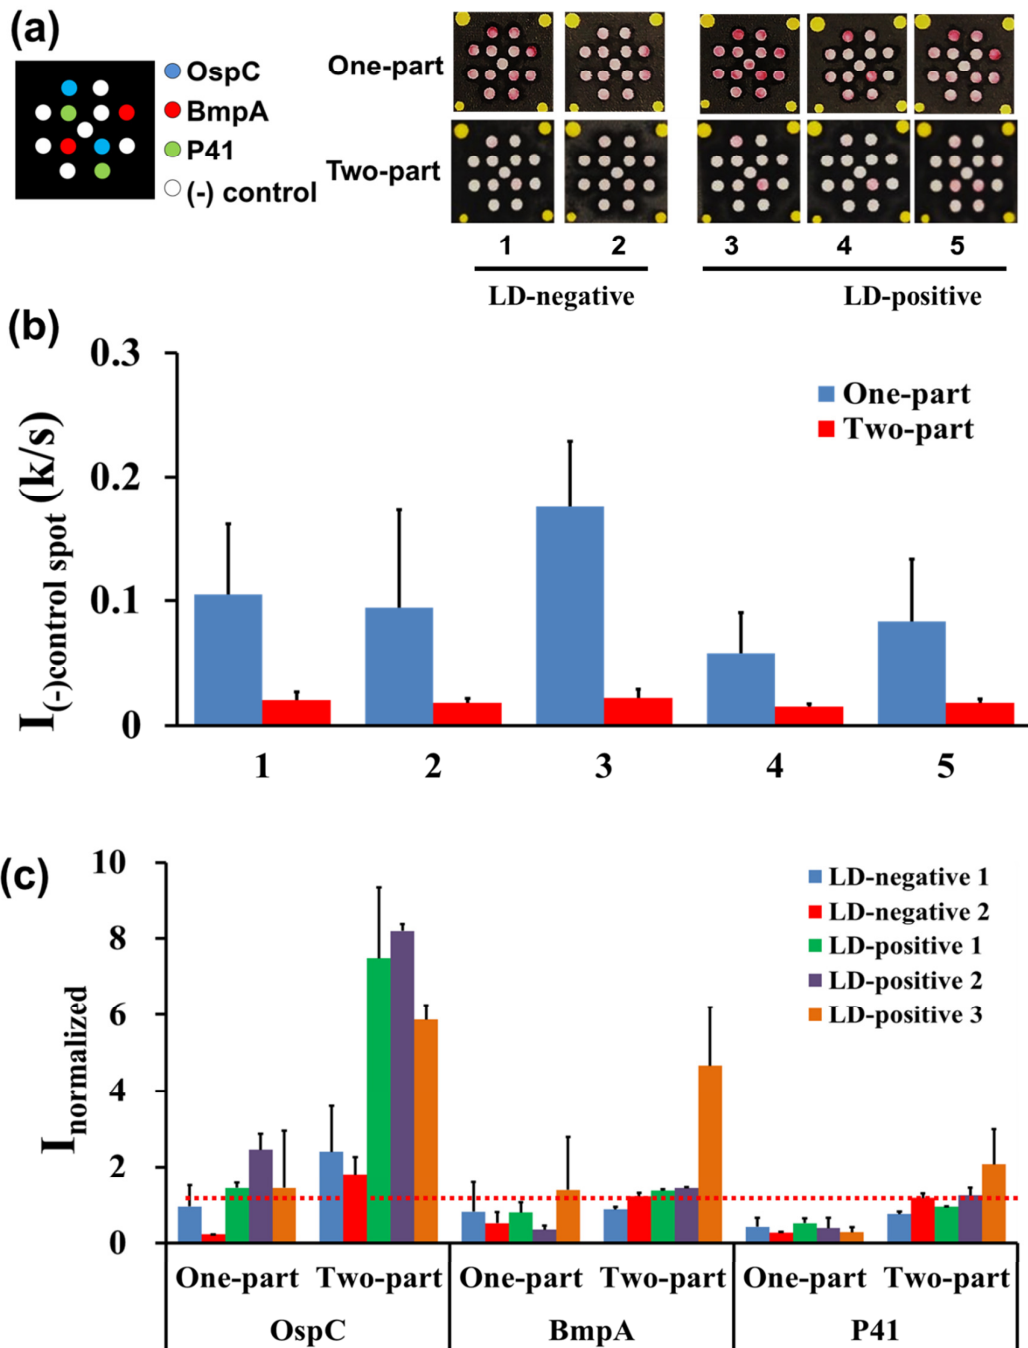 (a)
OspC
BmpA
P41
(-) control
One-part
Two-part
1 2 3 4 5
LD-negative LD-positive
(b)
0.3
0.2
0.1
0
I(-)control spot (k/s)
One-part
Two-part
1 2 3 4 5
(c)
10
8
6
4
2
0
Inormalized
LD-negative 1
LD-negative 2
LD-positive 1
LD-positive 2
LD-positive 3
One-part Two-part One-part Two-part One-part Two-part
OspC BmpA P41